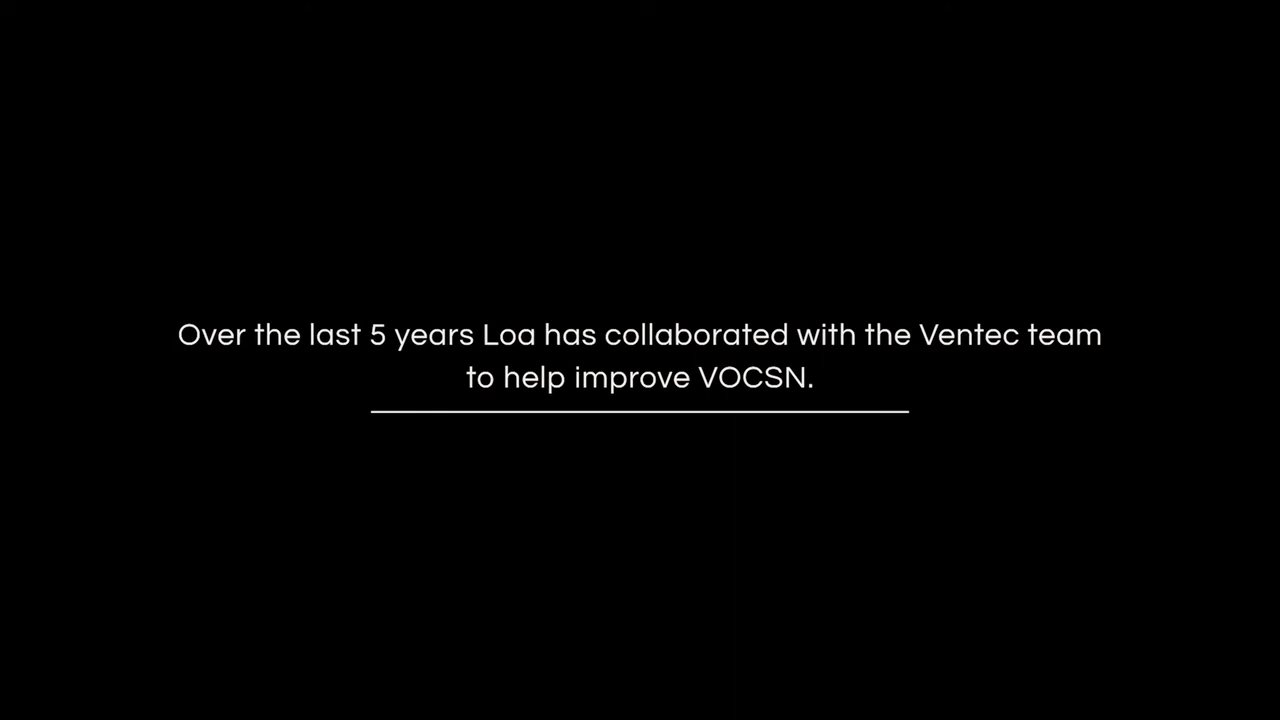 Over the last 5 years Loa has collaborated with the Ventec team
to help improve VOCSN.